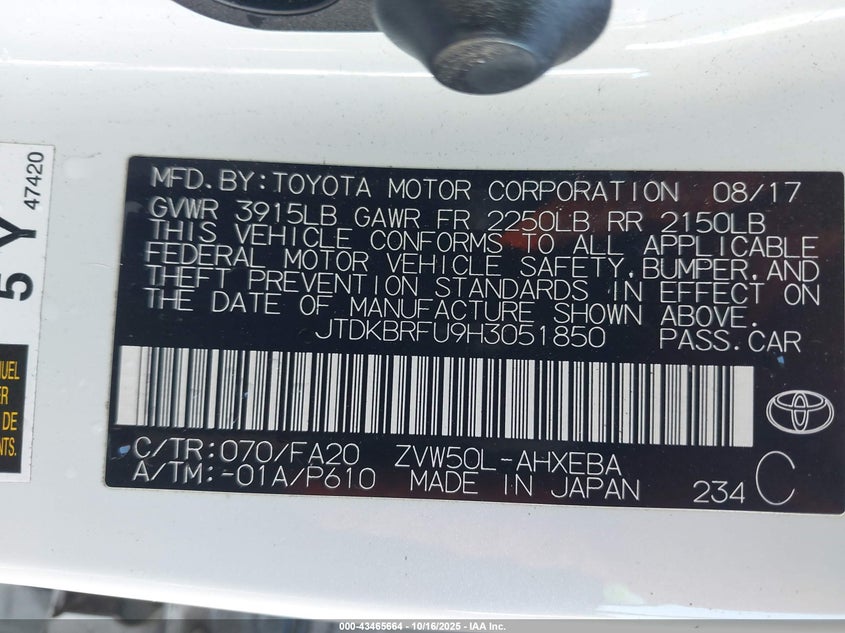 MFD.BY:TOYOTA MOTOR CORPORATION 08/17
GVWR 3915LB GAWR FR 2250LB RR 2150LB
THIS VEHICLE CONFORMS TO ALL APPLICABLE
FEDERAL MOTOR VEHICLE SAFETY,BUMPER,AND
THEFT PREVENTION STANDARDS IN EFFECT ON
THE DATE OF MANUFACTURE SHOWN ABOVE.
JTDKBRFU9H3051850 PASS.CAR
C/TR:070/FA20 ZVW50L-AHXEBA
A/TM:-01A/P610 MADE IN JAPAN 234 C
5Y
47420
DE
000-43465664 - 10/16/2025 - IAA Inc.